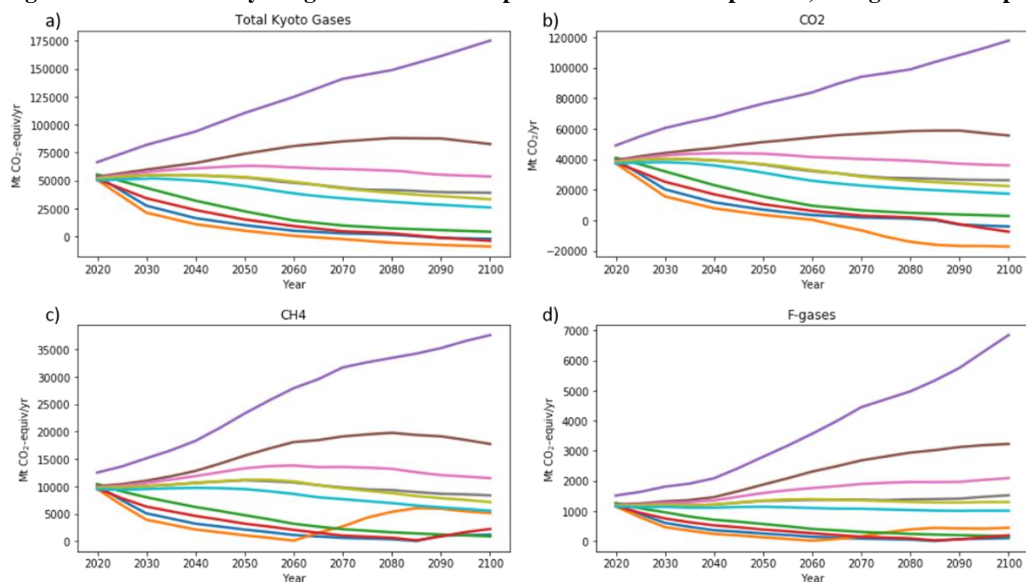 a)
Total Kyoto Gases
175000
150000
125000
100000
75000
50000
25000
0
Mt CO₂-equiv/yr
2020 2030 2040 2050 2060 2070 2080 2090 2100
Year
b)
CO2
120000
100000
80000
60000
40000
20000
0
−20000
Mt CO₂/yr
2020 2030 2040 2050 2060 2070 2080 2090 2100
Year
c)
CH4
35000
30000
25000
20000
15000
10000
5000
0
Mt CO₂-equiv/yr
2020 2030 2040 2050 2060 2070 2080 2090 2100
Year
d)
F-gases
7000
6000
5000
4000
3000
2000
1000
0
Mt CO₂-equiv/yr
2020 2030 2040 2050 2060 2070 2080 2090 2100
Year